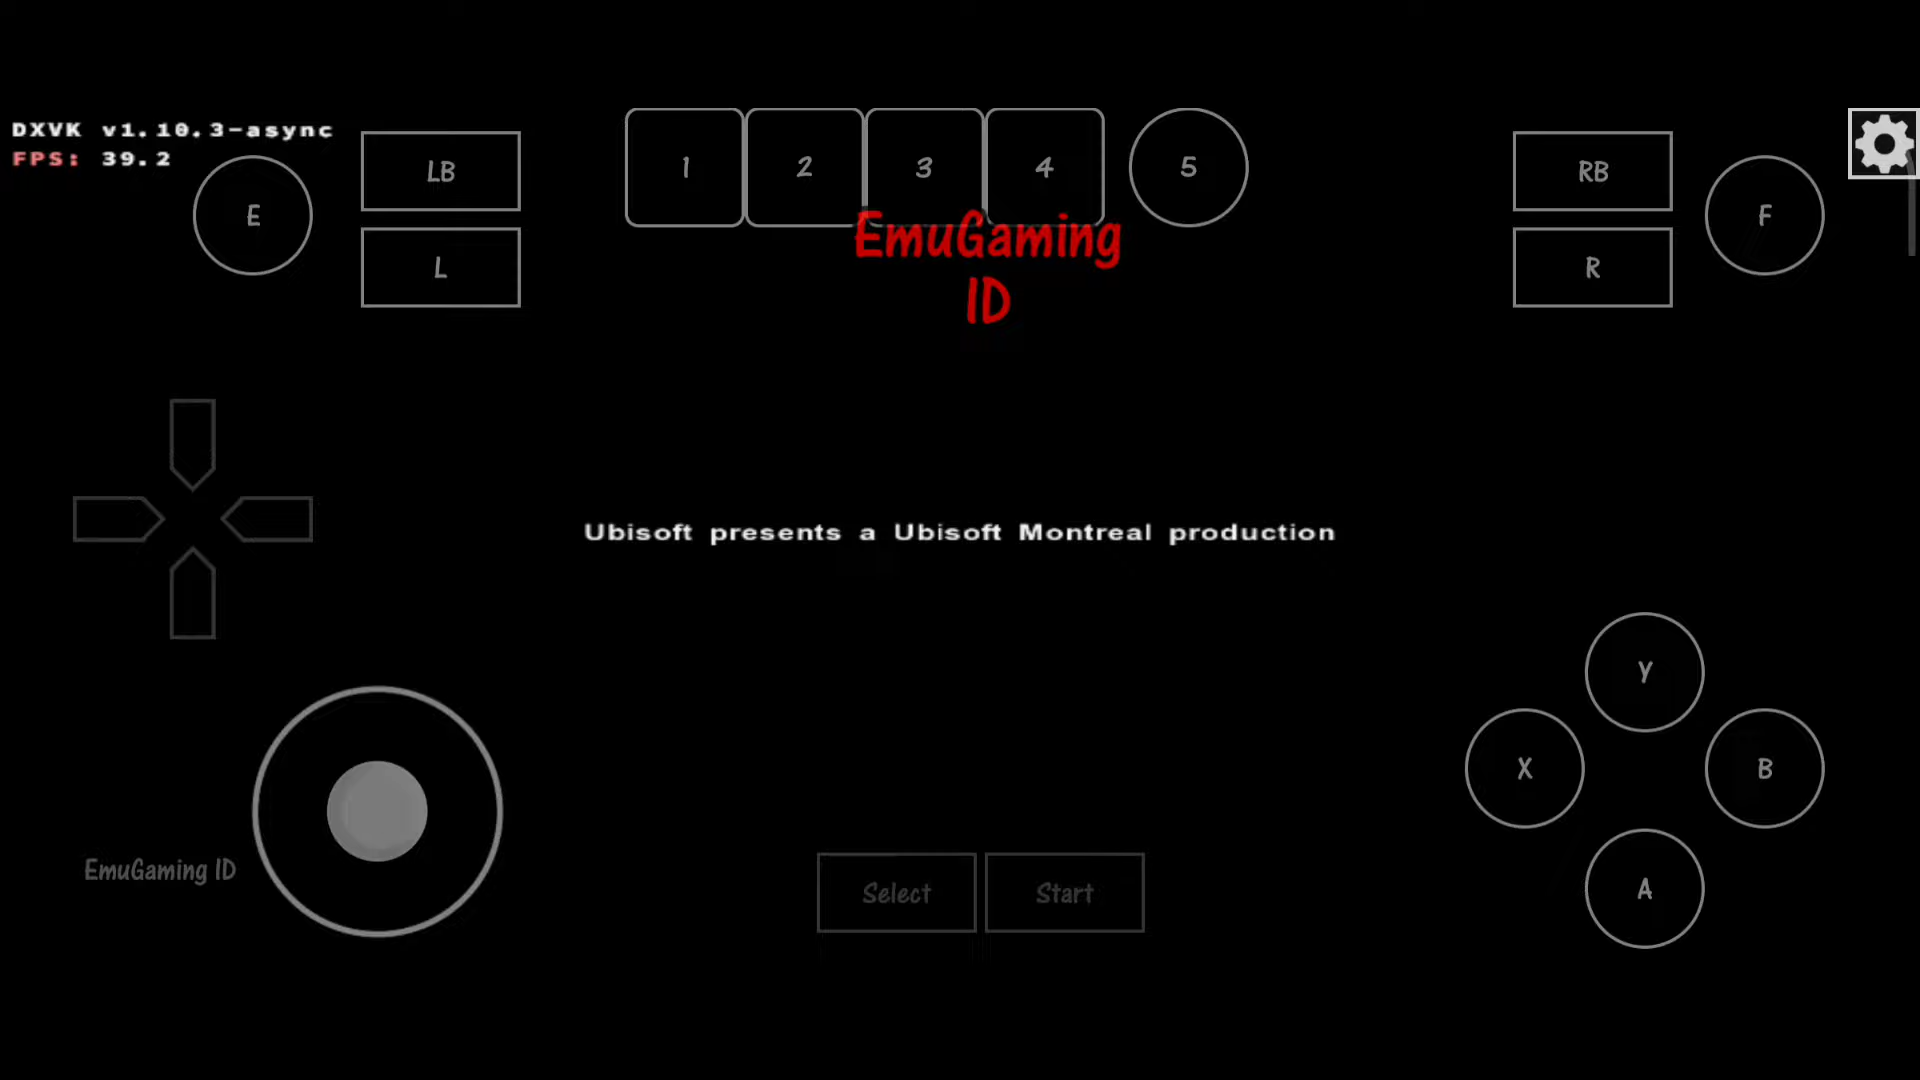 DXVK v1.10.3-async
FPS: 39.2
E
LB
L
1
2
3
4
5
RB
R
F
EmuGaming
ID
Ubisoft presents a Ubisoft Montreal production
Y
X
B
A
EmuGaming ID
Select
Start